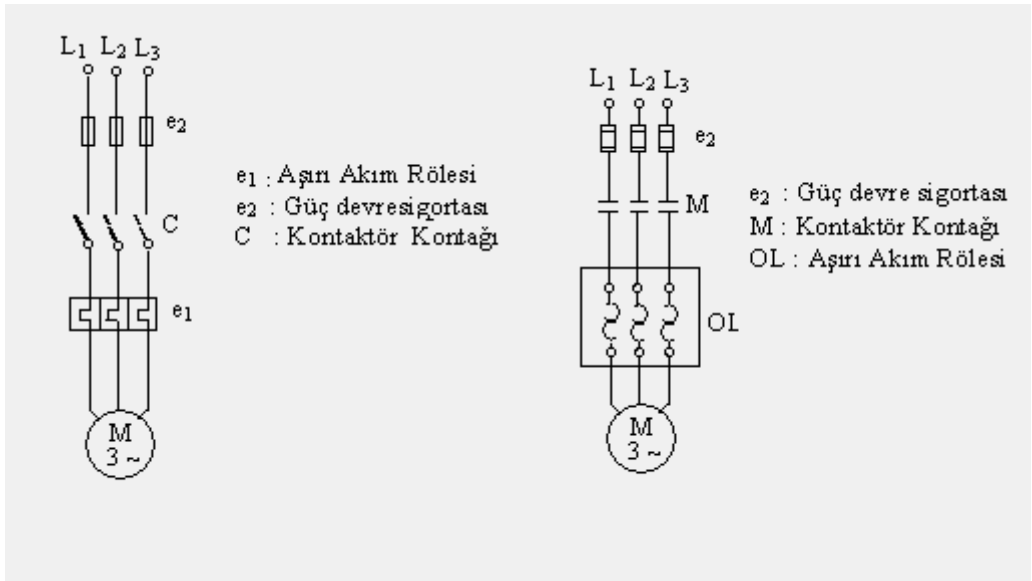 L1 L2 L3
e2
e1 : Aşırı Akım Rölesi
e2 : Güç devresigortası
C : Kontaktör Kontağı
C
e1
M
3 ~
L1 L2 L3
e2
M
e2 : Güç devre sigortası
M : Kontaktör Kontağı
OL : Aşırı Akım Rölesi
OL
M
3 ~